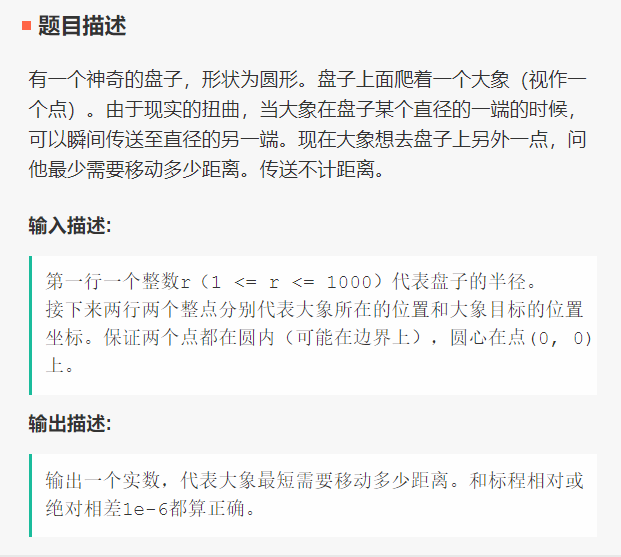 题目描述
有一个神奇的盘子，形状为圆形。盘子上面爬着一个大象（视作一
个点）。由于现实的扭曲，当大象在盘子某个直径的一端的时候，
可以瞬间传送至直径的另一端。现在大象想去盘子上另外一点，问
他最少需要移动多少距离。传送不计距离。
输入描述:
第一行一个整数r（1 <= r <= 1000）代表盘子的半径。
接下来两行两个整点分别代表大象所在的位置和大象目标的位置
坐标。保证两个点都在圆内（可能在边界上），圆心在点(0, 0)
上。
输出描述:
输出一个实数，代表大象最短需要移动多少距离。和标程相对或
绝对相差1e-6都算正确。